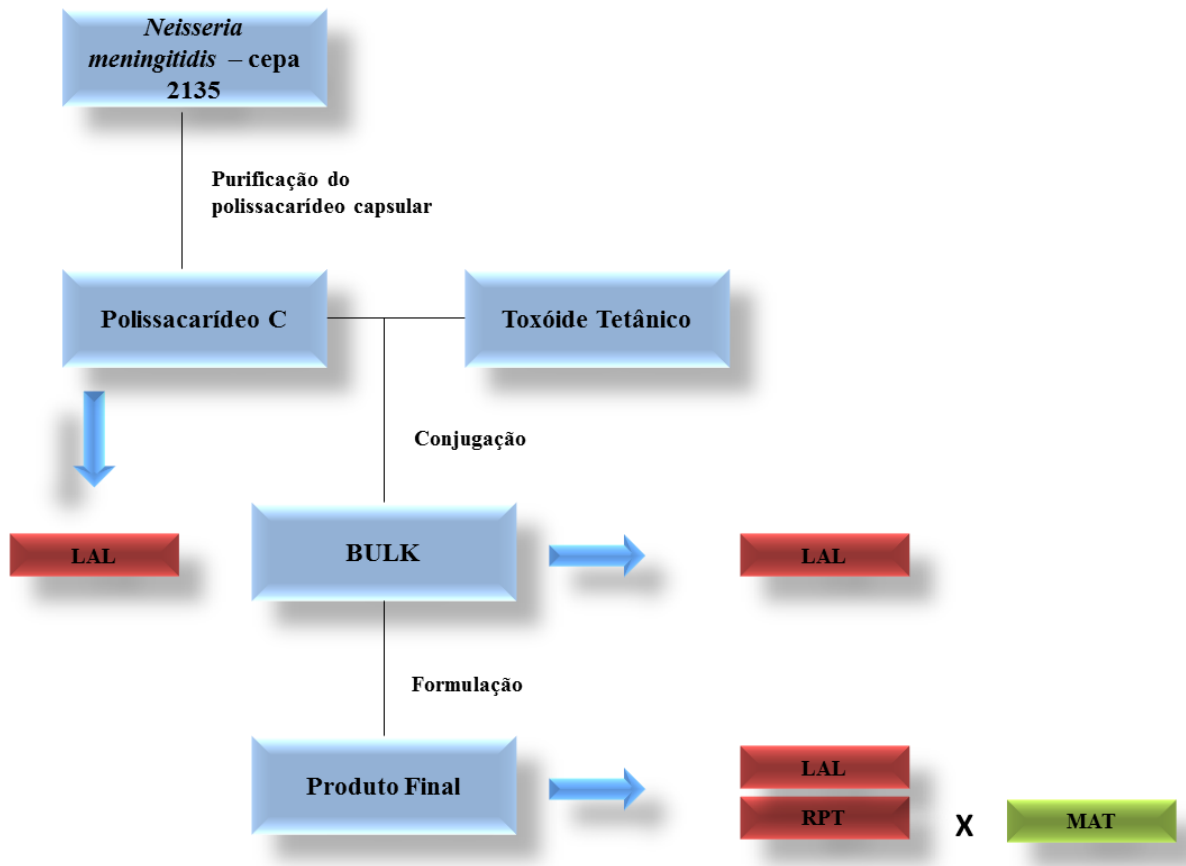 Neisseria
meningitidis – cepa
2135
Purificação do
polissacarídeo capsular
Polissacarídeo C
Toxóide Tetânico
Conjugação
LAL
BULK
LAL
Formulação
Produto Final
LAL
RPT
X
MAT